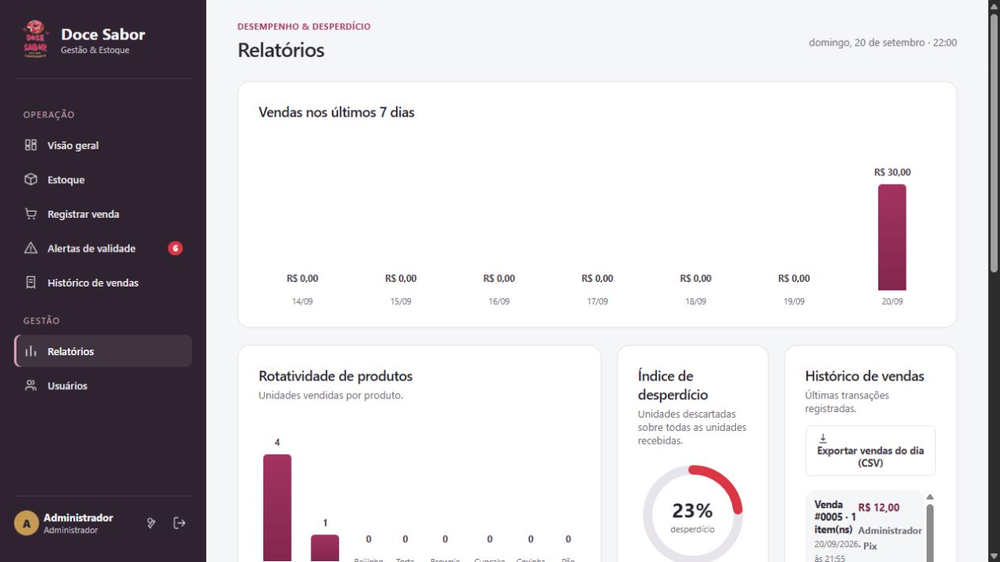 DOCE
SABOR
Doce Sabor
Gestão & Estoque
OPERAÇÃO
Visão geral
Estoque
Registrar venda
Alertas de validade
6
Histórico de vendas
GESTÃO
Relatórios
Usuários
A
Administrador
Administrador
DESEMPENHO & DESPERDÍCIO
Relatórios
domingo, 20 de setembro · 22:00
Vendas nos últimos 7 dias
R$ 0,00
R$ 0,00
R$ 0,00
R$ 0,00
R$ 0,00
R$ 0,00
R$ 30,00
14/09
15/09
16/09
17/09
18/09
19/09
20/09
Rotatividade de produtos
Unidades vendidas por produto.
4
1
0
0
0
0
0
0
Beijinho
Torta
Brownie
Cupcake
Coxinha
Pão
Índice de
desperdício
Unidades descartadas
sobre todas as unidades
recebidas.
23%
desperdício
Histórico de vendas
Últimas transações
registradas.
Exportar vendas do dia
(CSV)
Venda
#0005 · 1
item(ns)
20/09/2026,
às 21:55
R$ 12,00
Administrador
· Pix